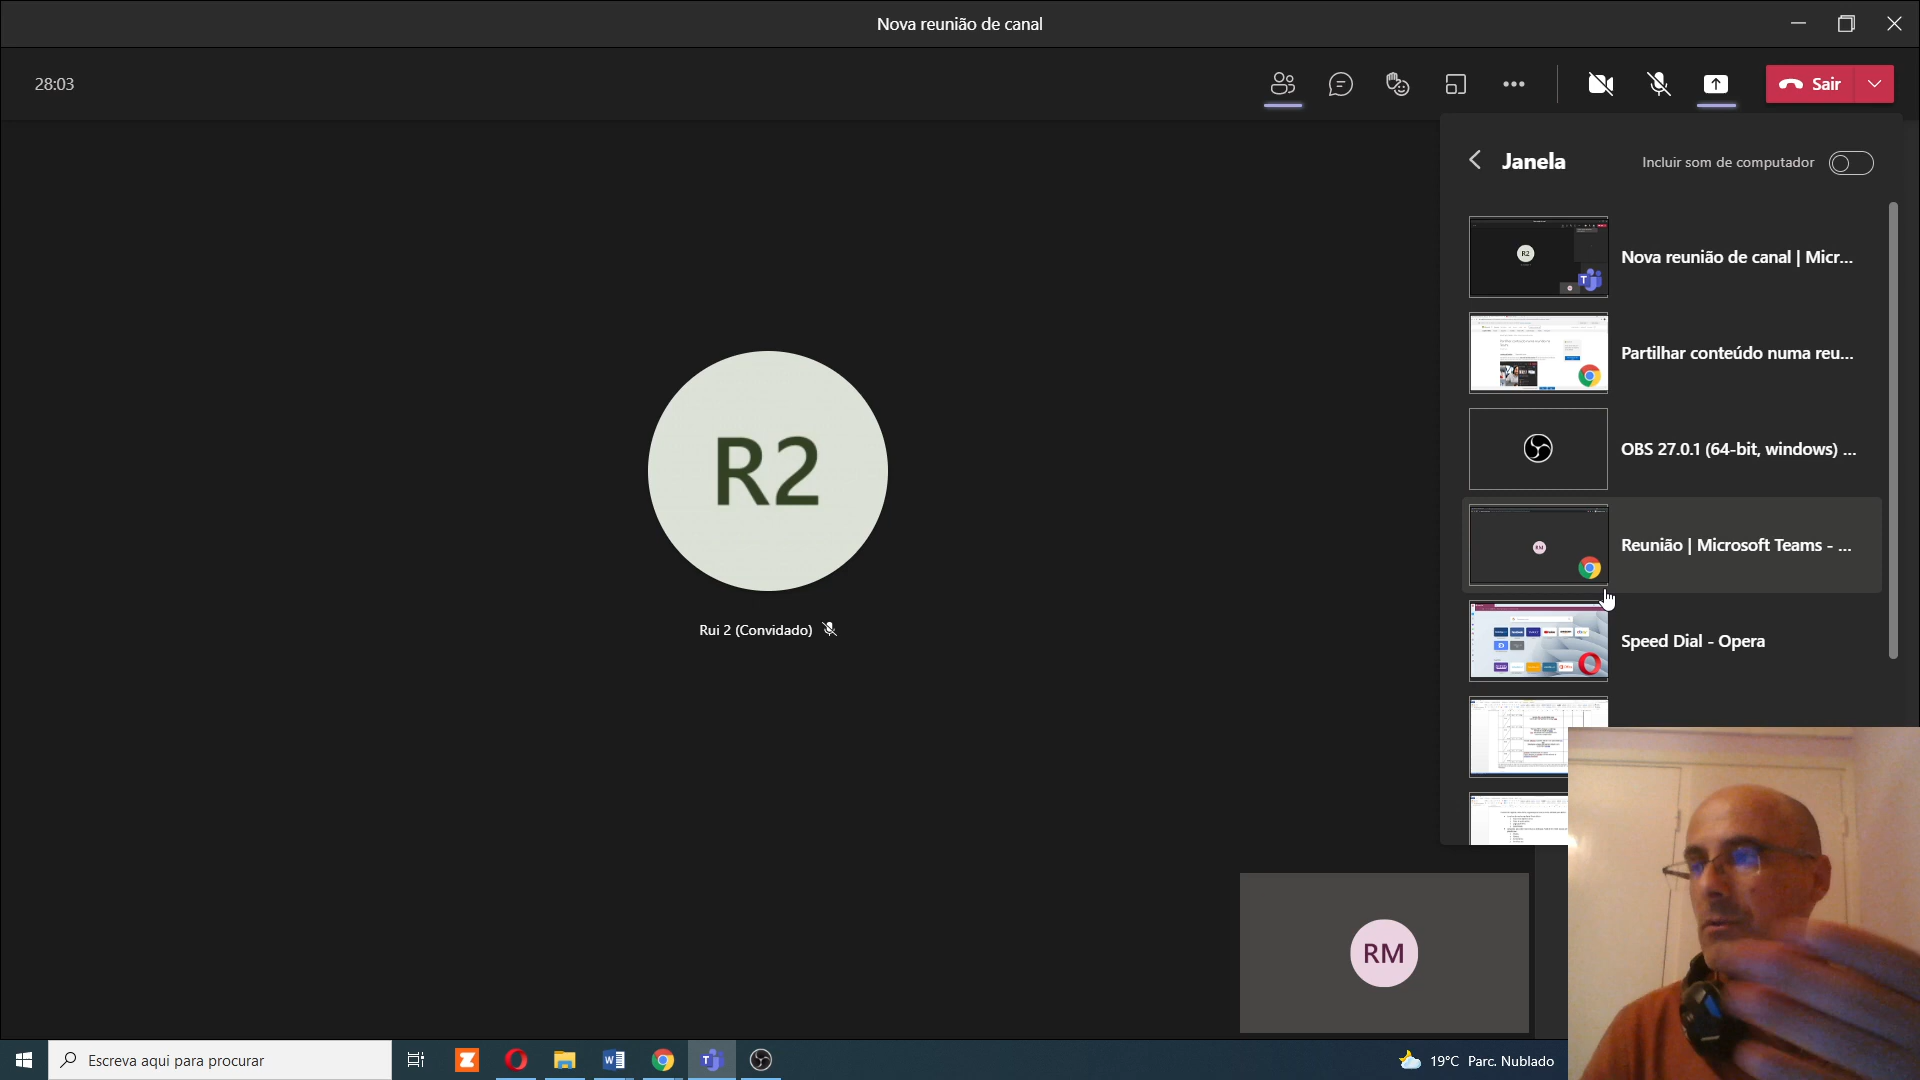 Nova reunião de canal
28:03
Sair
Janela
Incluir som de computador
Nova reunião de canal | Micr...
Partilhar conteúdo numa reu...
OBS 27.0.1 (64-bit, windows) ...
Reunião | Microsoft Teams - ...
Speed Dial - Opera
R2
Rui 2 (Convidado)
RM
Escreva aqui para procurar
19°C Parc. Nublado